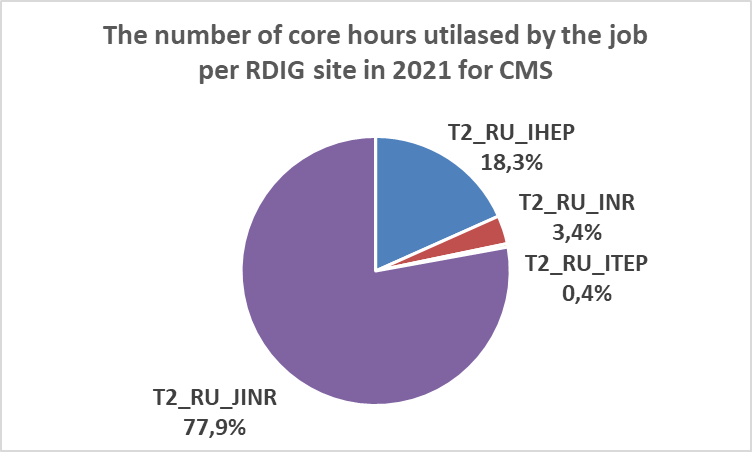 The number of core hours utilased by the job
per RDIG site in 2021 for CMS
T2_RU_IHEP
18,3%
T2_RU_INR
3,4%
T2_RU_ITEP
0,4%
T2_RU_JINR
77,9%